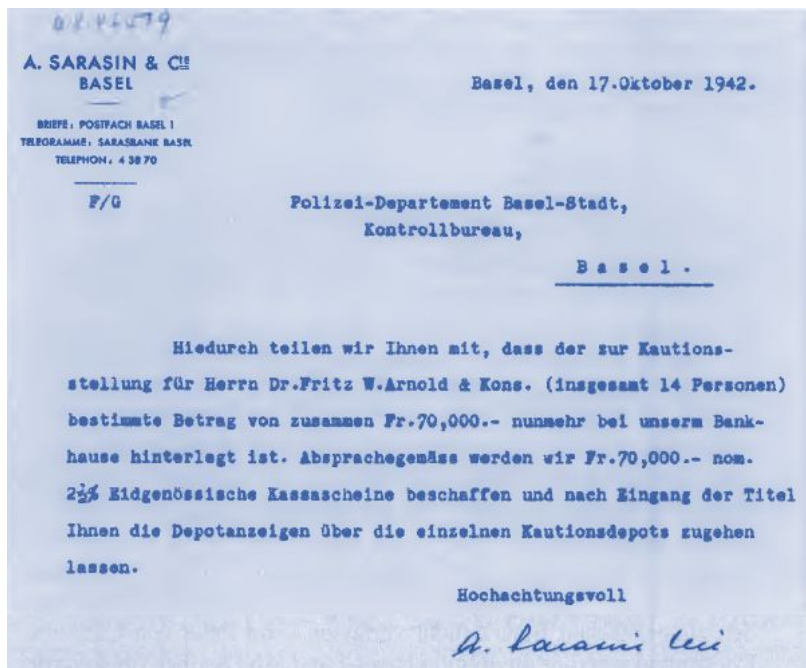 A. SARASIN & CIE
BASEL
BRIEFE: POSTFACH BASEL 1
TELEGRAMME: SARASBANK BASEL
TELEPHON: 4 38 70
F/G
Basel, den 17.Oktober 1942.
Polizei-Departement Basel-Stadt,
Kontrollbureau,
B a s e l .
Hiedurch teilen wir Ihnen mit, dass der zur Kautions-
stellung für Herrn Dr.Fritz W.Arnold & Kons. (insgesamt 14 Personen)
bestimmte Betrag von zusammen Fr.70,000.- nunmehr bei unserm Bank-
hause hinterlegt ist. Absprachegemäss werden wir Fr.70,000.- nom.
2½% Eidgenössische Kassascheine beschaffen und nach Eingang der Titel
Ihnen die Depotanzeigen über die einzelnen Kautionsdepots zugehen
lassen.
Hochachtungsvoll
A. Sarasin Cie